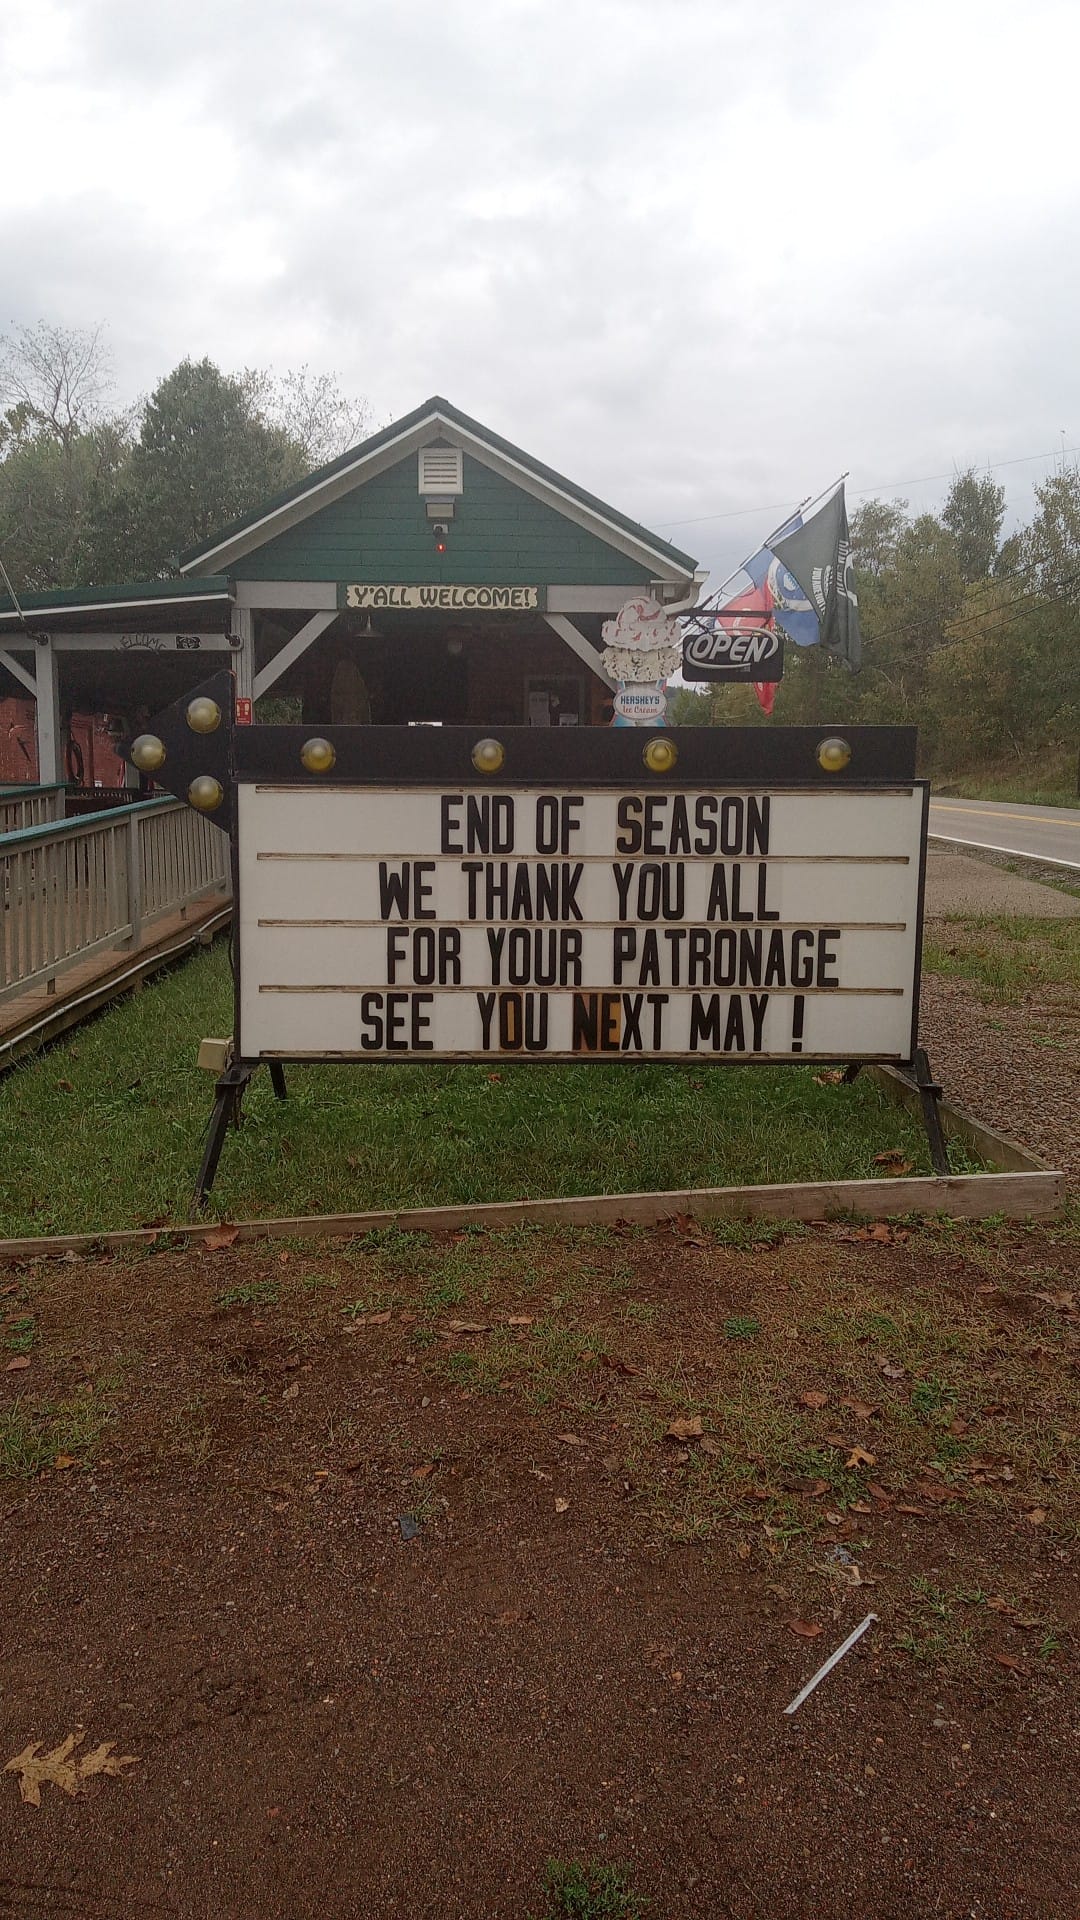 Y'ALL WELCOME!
WELCOME
OPEN
HERSHEY'S
Ice Cream
END OF SEASON
WE THANK YOU ALL
FOR YOUR PATRONAGE
SEE YOU NEXT MAY !